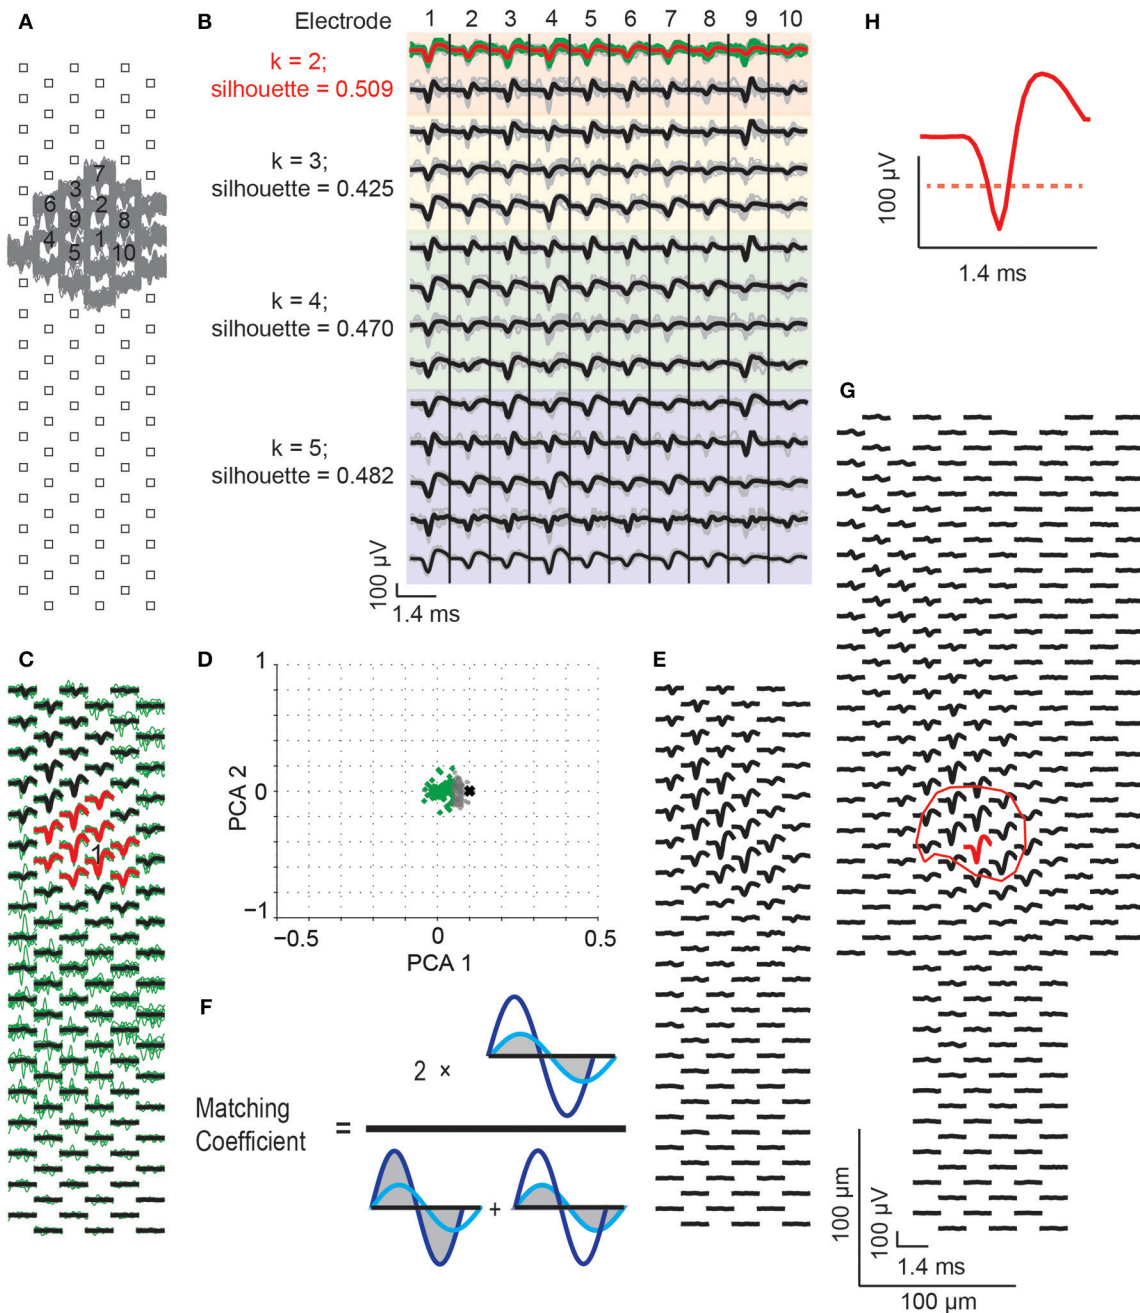 A
B
Electrode 1 2 3 4 5 6 7 8 9 10
H
k = 2;
silhouette = 0.509
k = 3;
silhouette = 0.425
k = 4;
silhouette = 0.470
k = 5;
silhouette = 0.482
100 µV
1.4 ms
7
3
6
2
9
8
4
1
5
10
100 µV
1.4 ms
G
C
1
D
1
0
−1
PCA 2
−0.5
0
0.5
PCA 1
E
F
2 ×
Matching
Coefficient
=
+
100 µm
100 µV
1.4 ms
100 µm